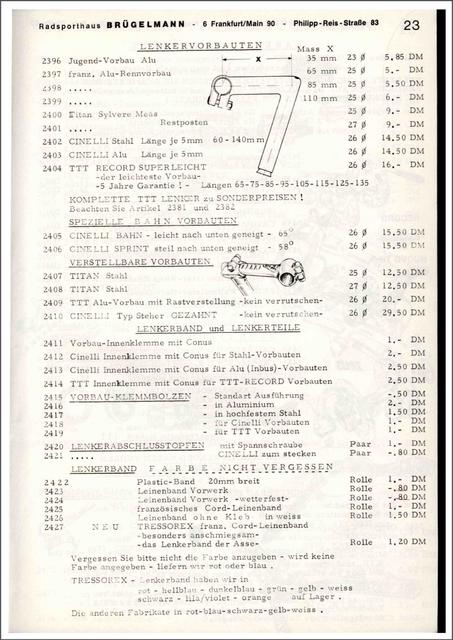 Radsporthaus BRÜGELMANN - 6 Frankfurt/Main 90 - Philipp-Reis-Straße 83 23
LENKERVORBAUTEN
Mass X
2396 Jugend-Vorbau Alu 35 mm 23 Ø 5,85 DM
2397 franz. Alu-Rennvorbau 65 mm 25 Ø 5.- DM
2398 ..... 85 mm 25 Ø 5,50 DM
2399 ..... 110 mm 25 Ø 6.- DM
X
2400 Titan Sylvere Meas 25 Ø 9.- DM
2401 ..... Restposten 27 Ø 9.- DM
2402 CINELLI Stahl Länge je 5mm 60-140mm 26 Ø 14,50 DM
2403 CINELLI Alu Länge je 5mm 26 Ø 14,50 DM
2404 TTT RECORD SUPERLEICHT 26 Ø 16.- DM
-der leichteste Vorbau-
-5 Jahre Garantie ! - Längen 65-75-85-95-105-115-125-135
KOMPLETTE TTT LENKER zu SONDERPREISEN !
Beachten Sie Artikel 2381 und 2382
SPEZIELLE BAHN VORBAUTEN
2405 CINELLI BAHN - leicht nach unten geneigt - 65° 26 Ø 15,50 DM
2406 CINELLI SPRINT steil nach unten geneigt - 58° 26 Ø 15,50 DM
VERSTELLBARE VORBAUTEN
2407 TITAN Stahl 25 Ø 12,50 DM
2408 TITAN Stahl 27 Ø 12,50 DM
2409 TTT Alu-Vorbau mit Rastverstellung -kein verrutschen- 26 Ø 20.- DM
2410 CINELLI Typ Steher GEZAHNT -kein verrutschen- 26 Ø 29,50 DM
LENKERBAND und LENKERTEILE
2411 Vorbau-Innenklemme mit Conus 1,- DM
2412 Cinelli Innenklemme mit Conus für Stahl-Vorbauten 2,- DM
2413 Cinelli-Innenklemme mit Conus für Alu (Inbus)-Vorbauten 2,50 DM
2414 TTT Innenklemme mit Conus für TTT-RECORD Vorbauten 2,50 DM
2415 VORBAU-KLEMMBOLZEN - Standart Ausführung -,50 DM
2416 - in Aluminium 2.- DM
2417 - in hochfestem Stahl 1,50 DM
2418 - für Cinelli Vorbauten 1,- DM
2419 - für TTT Vorbauten 1,- DM
2420 LENKERABSCHLUSSTOPFEN mit Spannschraube Paar 1,- DM
2421 ..... CINELLI zum stecken Paar -.80 DM
LENKERBAND FARBE NICHT VERGESSEN
2422 Plastic-Band 20mm breit Rolle 1,- DM
2423 Leinenband Vorwerk Rolle -.80 DM
2424 Leinenband Vorwerk -wetterfest- Rolle -.80 DM
2425 französisches Cord-Leinenband Rolle 1,- DM
2426 Leinenband ohne Kleb in weiss Rolle 1,50 DM
2427 NEU TRESSOREX franz. Cord-Leinenband
-besonders anschmiegsam-
-das Lenkerband der Asse- Rolle 1,20 DM
Vergessen Sie bitte nicht die Farbe anzugeben - wird keine
Farbe angegeben - liefern wir rot oder blau .
TRESSOREX - Lenkerband haben wir in
rot - hellblau - dunkelblau - grün - gelb - weiss
schwarz - lila/violet - orange auf Lager .
Die anderen Fabrikate in rot-blau-schwarz-gelb-weiss .